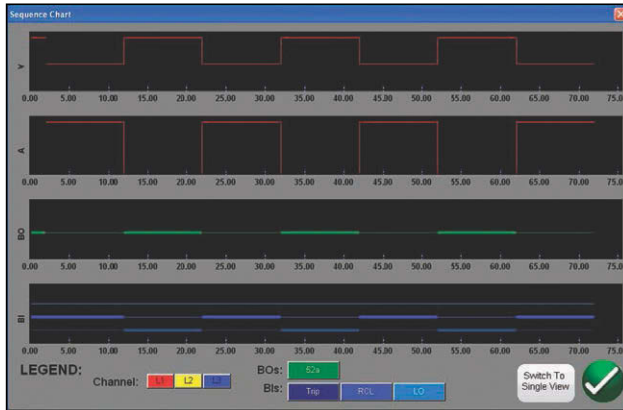 Sequence Chart
V
0.00 5.00 10.00 15.00 20.00 25.00 30.00 35.00 40.00 45.00 50.00 55.00 60.00 65.00 70.00 75.0
A
0.00 5.00 10.00 15.00 20.00 25.00 30.00 35.00 40.00 45.00 50.00 55.00 60.00 65.00 70.00 75.0
BO
0.00 5.00 10.00 15.00 20.00 25.00 30.00 35.00 40.00 45.00 50.00 55.00 60.00 65.00 70.00 75.0
BI
0.00 5.00 10.00 15.00 20.00 25.00 30.00 35.00 40.00 45.00 50.00 55.00 60.00 65.00 70.00 75.0
LEGEND:
Channel: L1 L2 L3
BOs: 52a
BIs: Trip RCL LO
Switch To
Single View